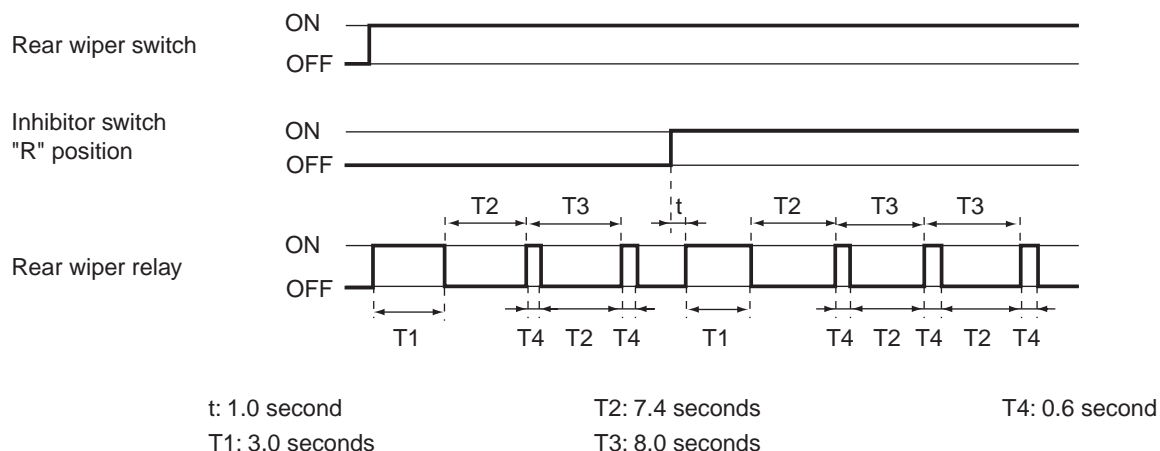 ON
Rear wiper switch
OFF
Inhibitor switch
"R" position
ON
OFF
T2 T3 t T2 T3 T3
ON
Rear wiper relay
OFF
T1 T4 T2 T4 T1 T4 T2 T4 T2 T4
t: 1.0 second T2: 7.4 seconds T4: 0.6 second
T1: 3.0 seconds T3: 8.0 seconds